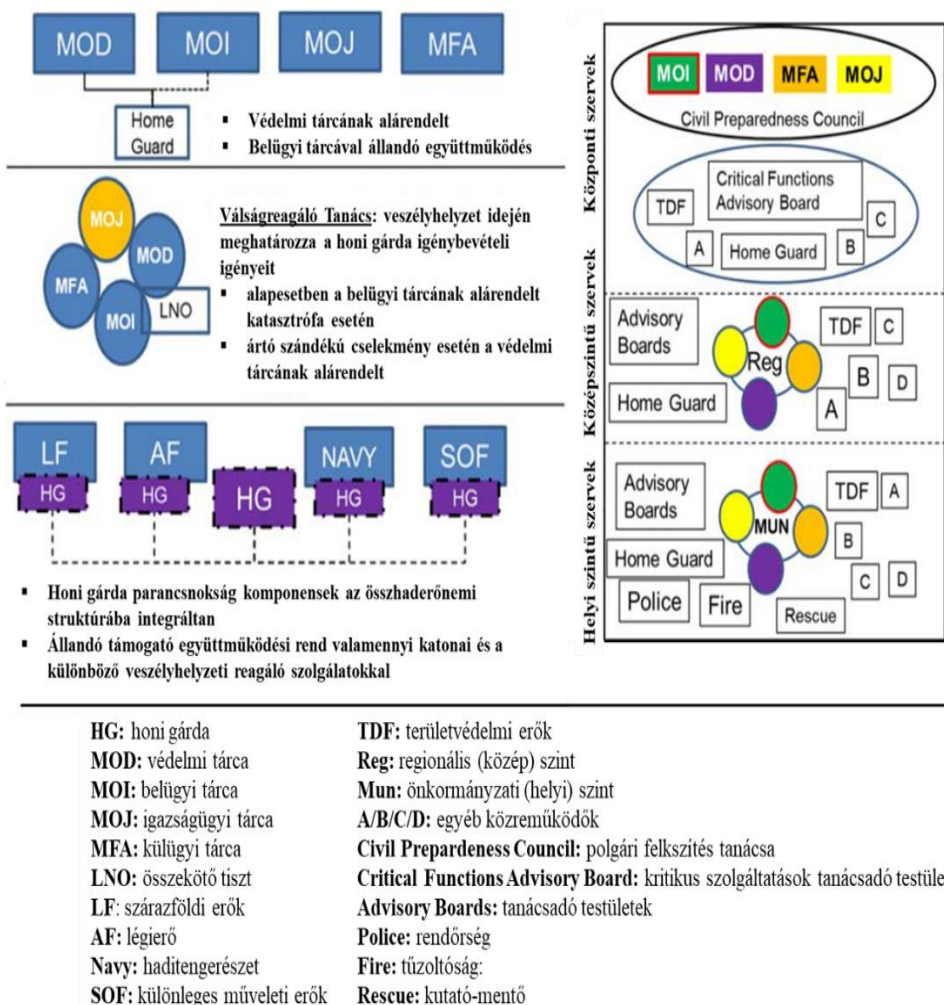 MOD MOI MOJ MFA
Home
Guard
▪ Védelmi tárcának alárendelt
▪ Belügyi tárcával állandó együttműködés
MOJ
MOD
MFA
MOI
LNO
Válságreagáló Tanács: veszélyhelyzet idején
meghatározza a honi gárda igénybevételi
igényeit
▪ alapesetben a belügyi tárcának alárendelt
katasztrófa esetén
▪ ártó szándékú cselekmény esetén a védelmi
tárcának alárendelt
LF AF NAVY SOF
HG HG HG HG HG
▪ Honi gárda parancsnokság komponensek az összhaderőnemi
struktúrába integráltan
▪ Állandó támogató együttműködési rend valamennyi katonai és a
különböző veszélyhelyzeti reagáló szolgálatokkal
Központi szervek
MOI MOD MFA MOJ
Civil Preparedness Council
Critical Functions
Advisory Board
TDF
C
A
Home Guard
B
Középszintű szervek
Advisory
Boards
Reg
TDF
C
B
D
Home Guard
A
Helyi szintű szervek
Advisory
Boards
MUN
TDF
A
B
Home Guard
C
D
Police
Fire
Rescue
HG: honi gárda
MOD: védelmi tárca
MOI: belügyi tárca
MOJ: igazságügyi tárca
MFA: külügyi tárca
LNO: összekötő tiszt
LF: szárazföldi erők
AF: légierő
Navy: haditengerészet
SOF: különleges műveleti erők
TDF: területvédelmi erők
Reg: regionális (közép) szint
Mun: önkormányzati (helyi) szint
A/B/C/D: egyéb közreműködők
Civil Prepardeness Council: polgári felkszítés tanácsa
Critical Functions Advisory Board: kritikus szolgáltatások tanácsadó testüle
Advisory Boards: tanácsadó testületek
Police: rendőrség
Fire: tűzoltóság:
Rescue: kutató-mentő